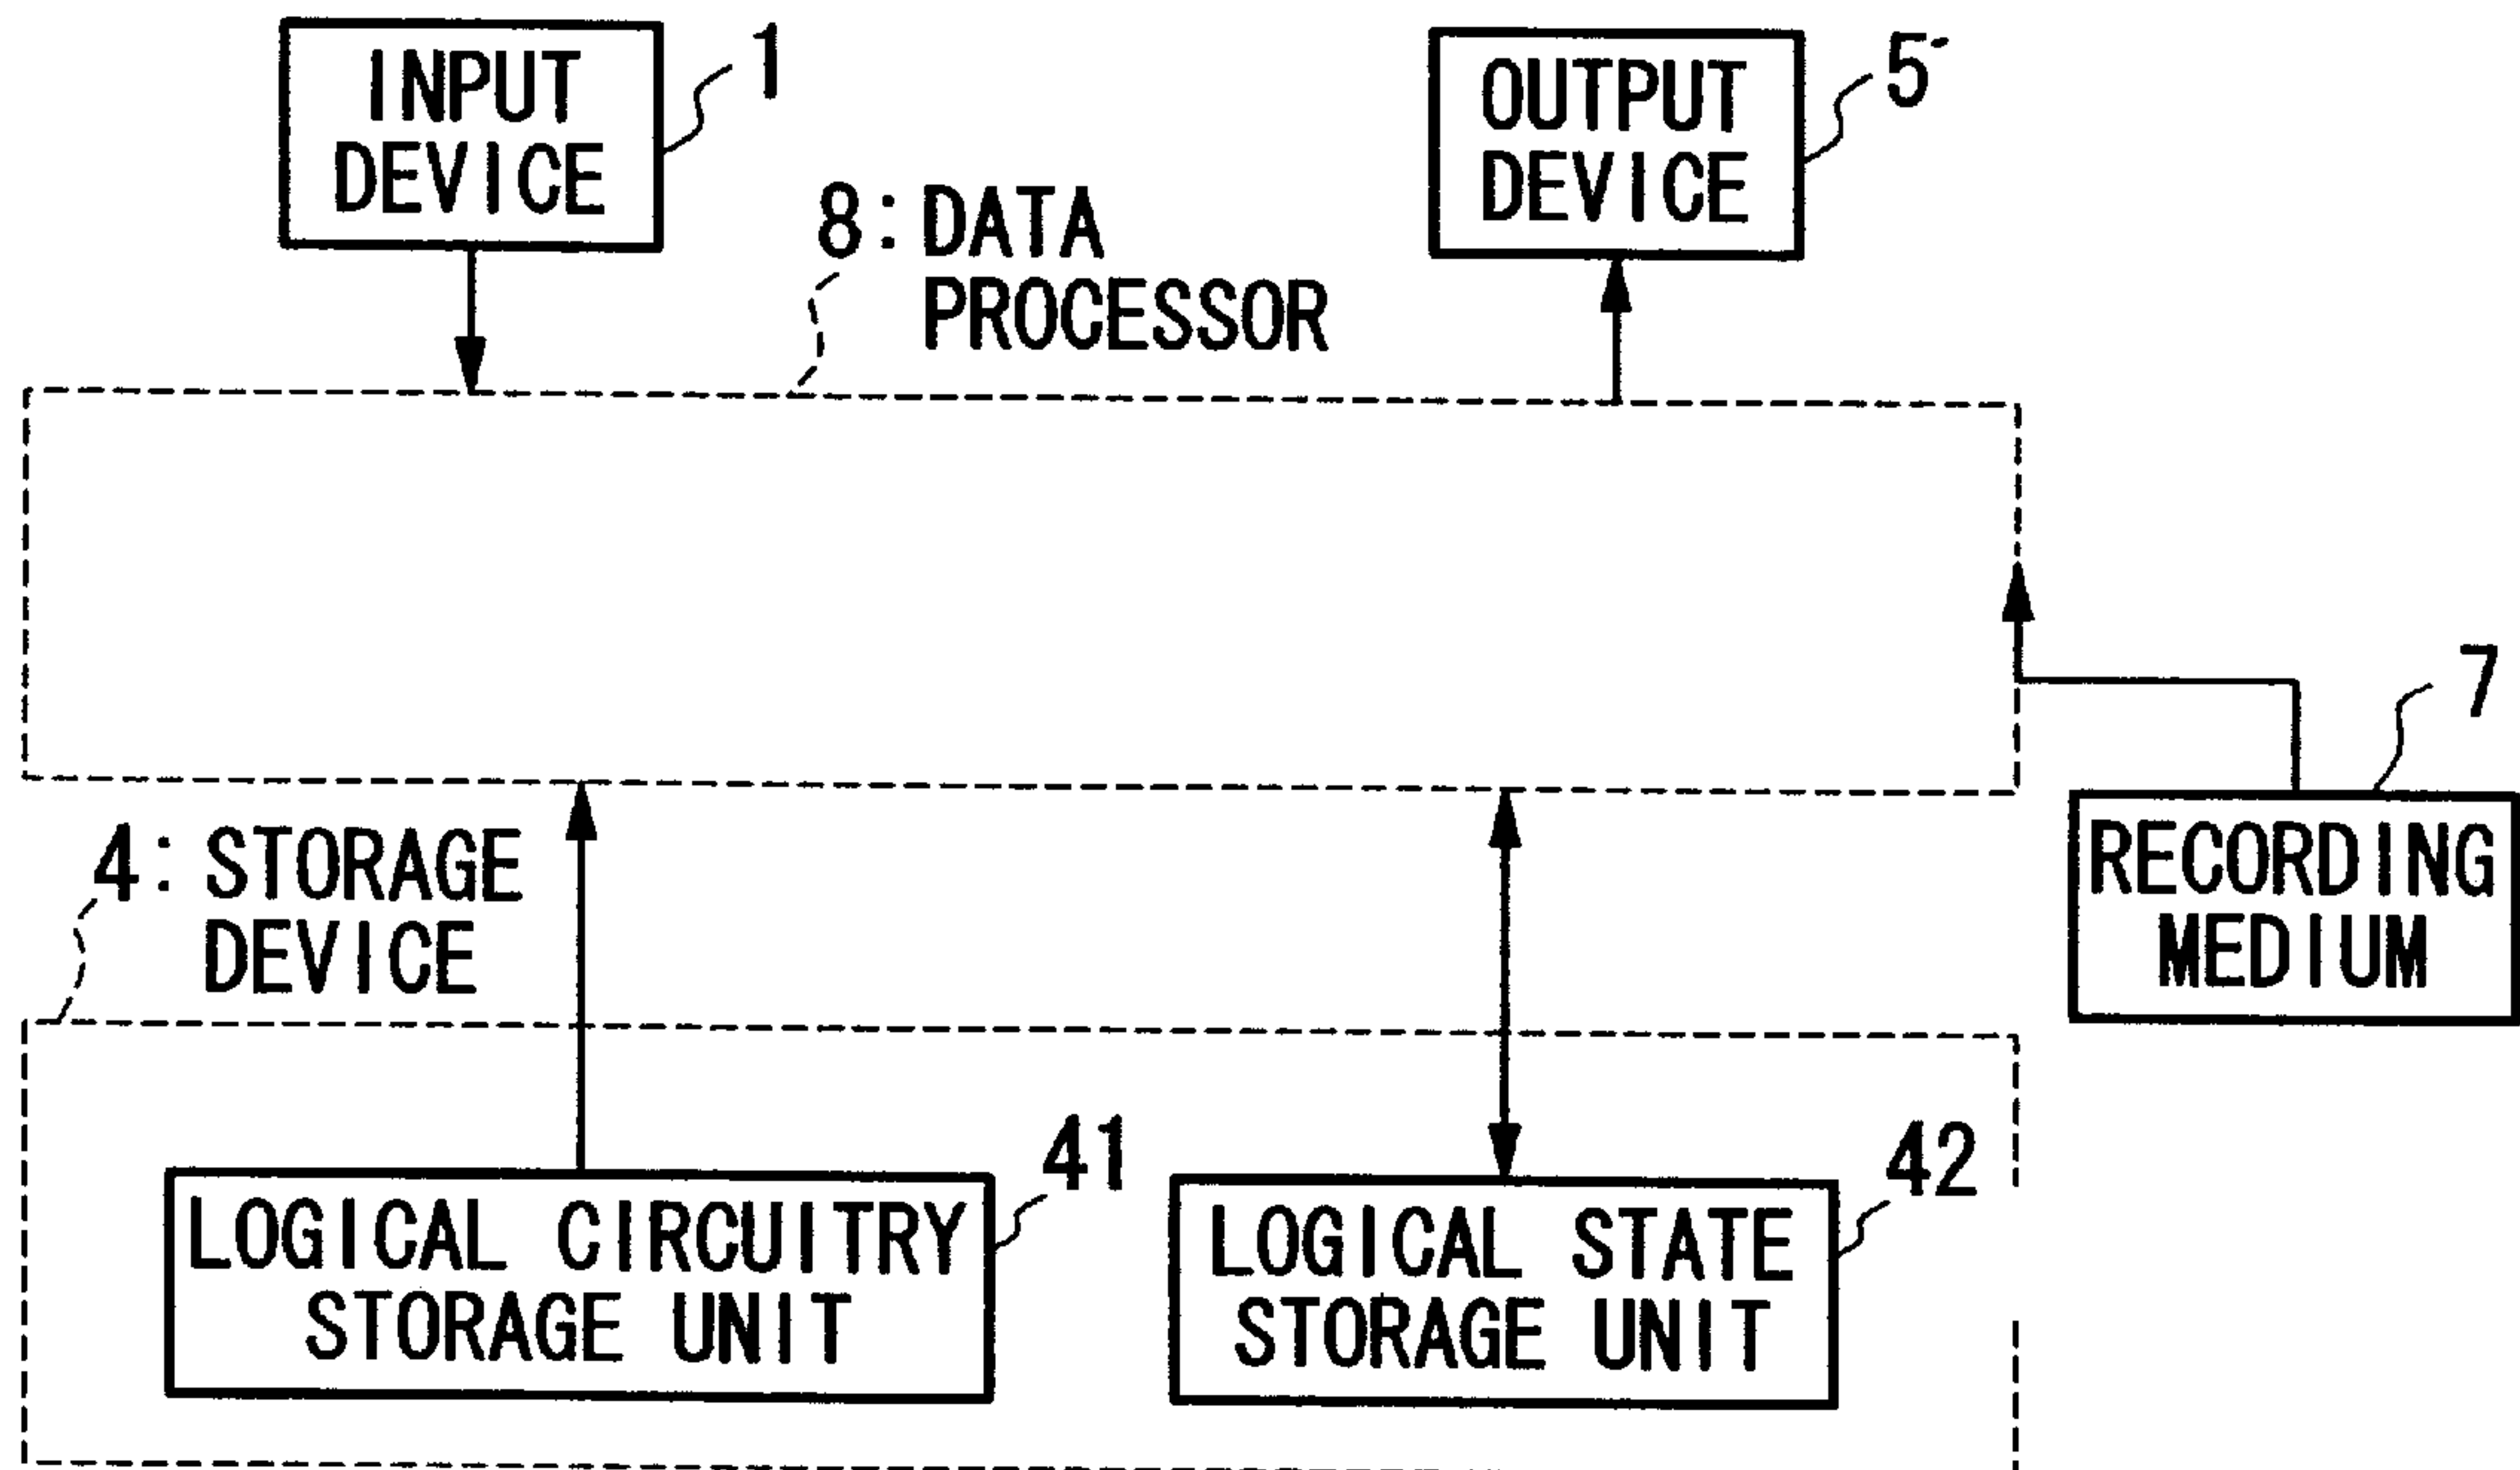 INPUT
DEVICE
1
OUTPUT
DEVICE
5
8: DATA
PROCESSOR
7
RECORDING
MEDIUM
4: STORAGE
DEVICE
41
LOGICAL CIRCUITRY
STORAGE UNIT
42
LOGICAL STATE
STORAGE UNIT